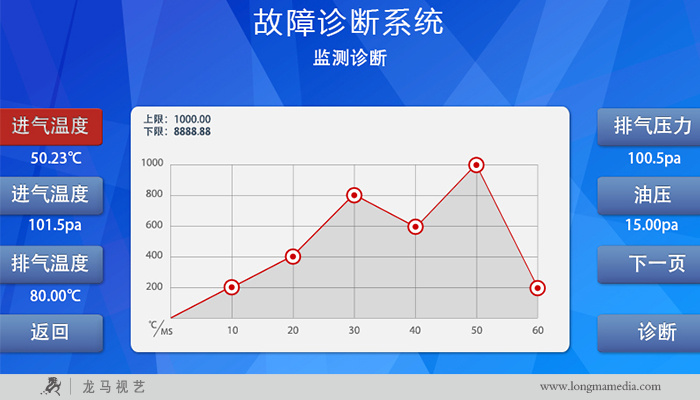 故障诊断系统
监测诊断
进气温度
50.23℃
进气温度
101.5pa
排气温度
80.00℃
返回
上限：1000.00
下限：8888.88
1000
800
600
400
200
℃/MS
10 20 30 40 50 60
排气压力
100.5pa
油压
15.00pa
下一页
诊断
龙马视艺
www.longmamedia.com